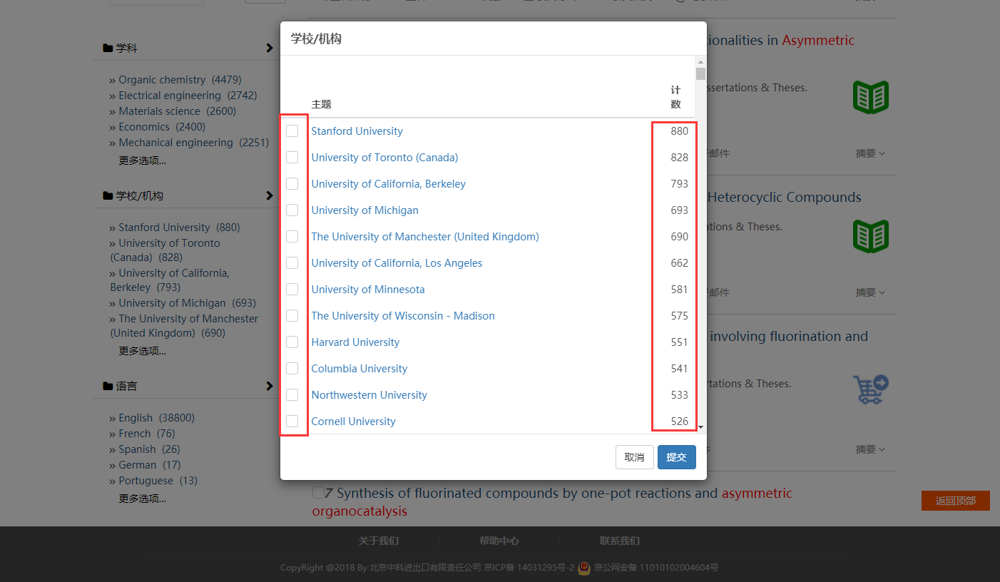 学科
» Organic chemistry (4479)
» Electrical engineering (2742)
» Materials science (2600)
» Economics (2400)
» Mechanical engineering (2251)
更多选项...
学校/机构
» Stanford University (880)
» University of Toronto
(Canada) (828)
» University of California,
Berkeley (793)
» University of Michigan (693)
» The University of Manchester
(United Kingdom) (690)
更多选项...
语言
» English (38800)
» French (76)
» Spanish (26)
» German (17)
» Portuguese (13)
更多选项...
学校/机构
主题 计数
Stanford University 880
University of Toronto (Canada) 828
University of California, Berkeley 793
University of Michigan 693
The University of Manchester (United Kingdom) 690
University of California, Los Angeles 662
University of Minnesota 581
The University of Wisconsin - Madison 575
Harvard University 551
Columbia University 541
Northwestern University 533
Cornell University 526
取消 提交
ionalities in Asymmetric
ssertations & Theses.
邮件 摘要
Heterocyclic Compounds
ations & Theses.
邮件 摘要
involving fluorination and
rtations & Theses.
摘要
7 Synthesis of fluorinated compounds by one-pot reactions and asymmetric
organocatalysis
返回顶部
关于我们 帮助中心 联系我们
CopyRight @2018 By 北京中科进出口有限责任公司 京ICP备 14031295号-2 京公网安备 11010102004604号